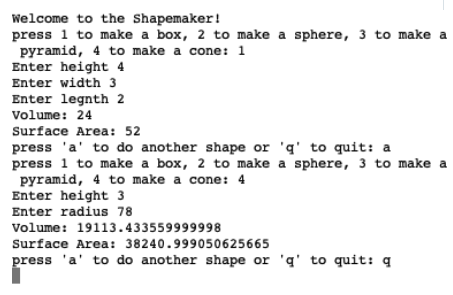 Welcome to the Shapemaker!
press 1 to make a box, 2 to make a sphere, 3 to make a
pyramid, 4 to make a cone: 1
Enter height 4
Enter width 3
Enter legnth 2
Volume: 24
Surface Area: 52
press 'a' to do another shape or 'q' to quit: a
press 1 to make a box, 2 to make a sphere, 3 to make a
pyramid, 4 to make a cone: 4
Enter height 3
Enter radius 78
Volume: 19113.433559999998
Surface Area: 38240.999050625665
press 'a' to do another shape or 'q' to quit: q